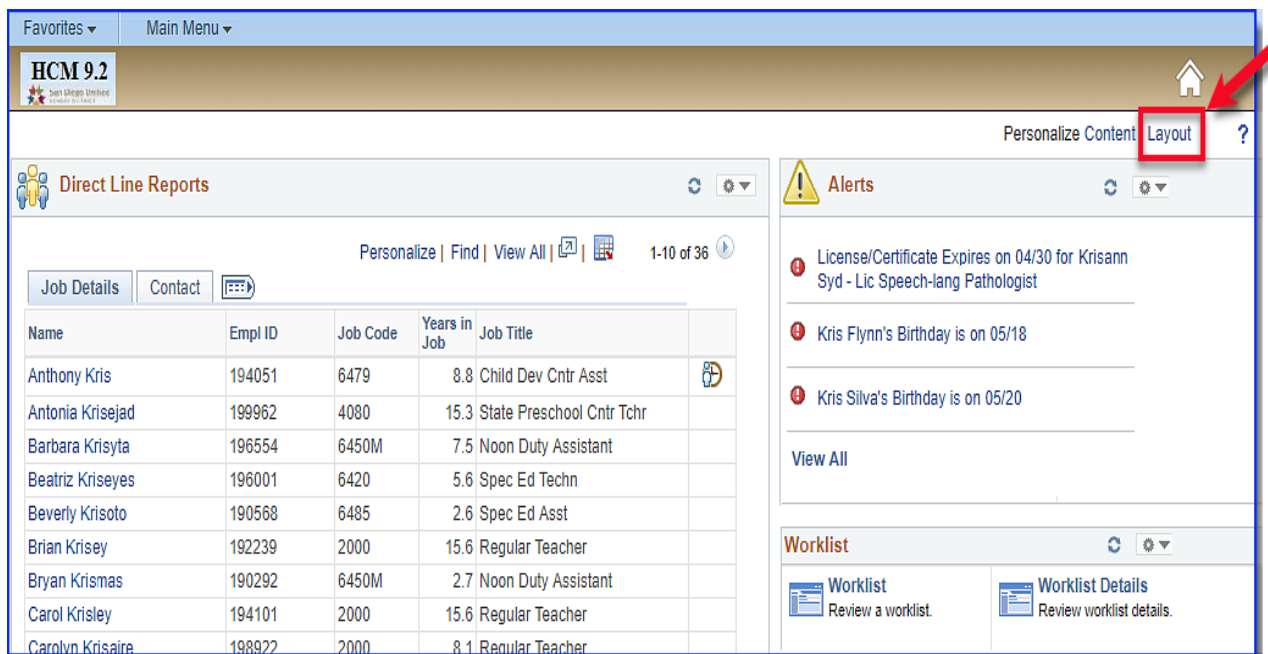 Favorites Main Menu
HCM 9.2
San Diego Unified
SCHOOL DISTRICT
Personalize Content Layout ?
Direct Line Reports
Personalize | Find | View All | | 1-10 of 36
Job Details Contact
Name Empl ID Job Code Years in Job Job Title
Anthony Kris 194051 6479 8.8 Child Dev Cntr Asst
Antonia Krisejad 199962 4080 15.3 State Preschool Cntr Tchr
Barbara Krisyta 196554 6450M 7.5 Noon Duty Assistant
Beatriz Kriseyes 196001 6420 5.6 Spec Ed Techn
Beverly Krisoto 190568 6485 2.6 Spec Ed Asst
Brian Krisey 192239 2000 15.6 Regular Teacher
Bryan Krismas 190292 6450M 2.7 Noon Duty Assistant
Carol Krisley 194101 2000 15.6 Regular Teacher
Carolyn Krisaire 198922 2000 8.1 Regular Teacher
Alerts
License/Certificate Expires on 04/30 for Krisann
Syd - Lic Speech-lang Pathologist
Kris Flynn's Birthday is on 05/18
Kris Silva's Birthday is on 05/20
View All
Worklist
Worklist
Review a worklist.
Worklist Details
Review worklist details.